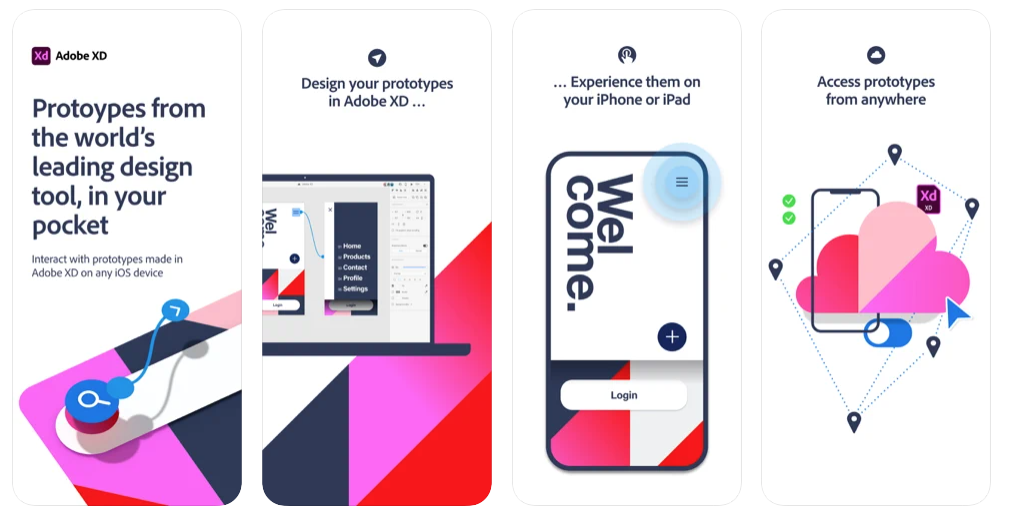 Xd Adobe XD
Protoypes from
the world's
leading design
tool, in your
pocket
Interact with prototypes made in
Adobe XD on any iOS device
Design your prototypes
in Adobe XD ...
Wel
Home
Products
Contact
Profile
Settings
Login
Login
... Experience them on
your iPhone or iPad
Wel
come.
Login
Access prototypes
from anywhere
Xd
XD